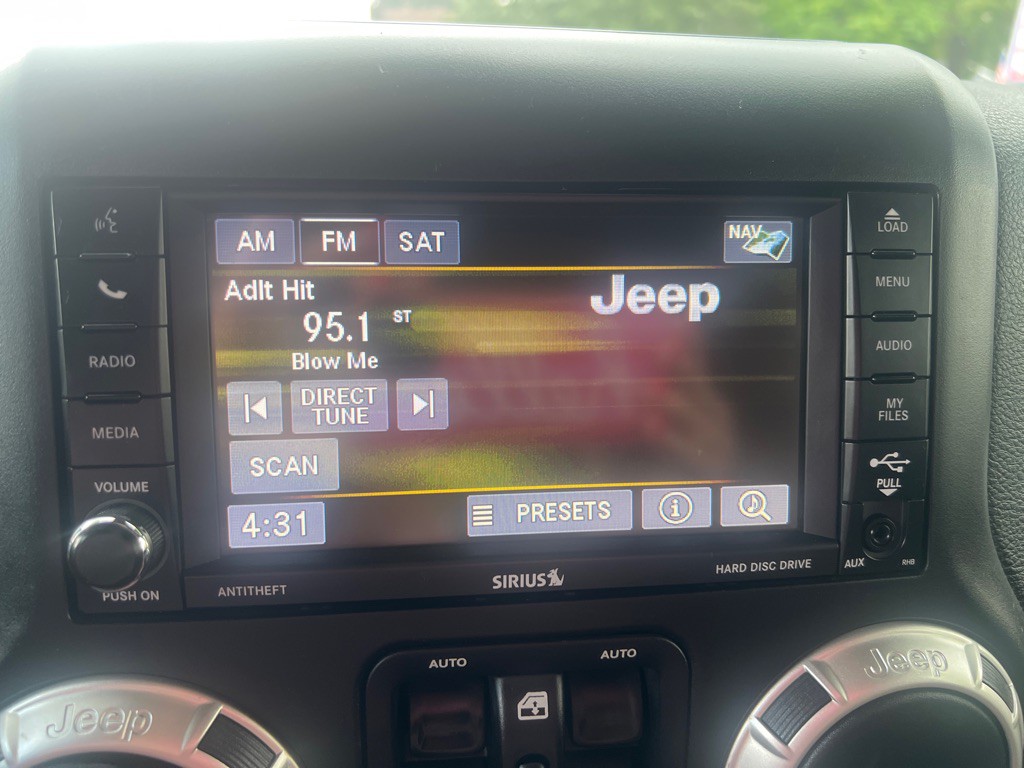 AM FM SAT NAV
Adlt Hit Jeep
95.1 ST
Blow Me
DIRECT
TUNE
SCAN
4:31 PRESETS i
RADIO
MEDIA
VOLUME
PUSH ON
LOAD
MENU
AUDIO
MY
FILES
PULL
AUX RHB
ANTITHEFT SIRIUS HARD DISC DRIVE
AUTO AUTO
Jeep Jeep